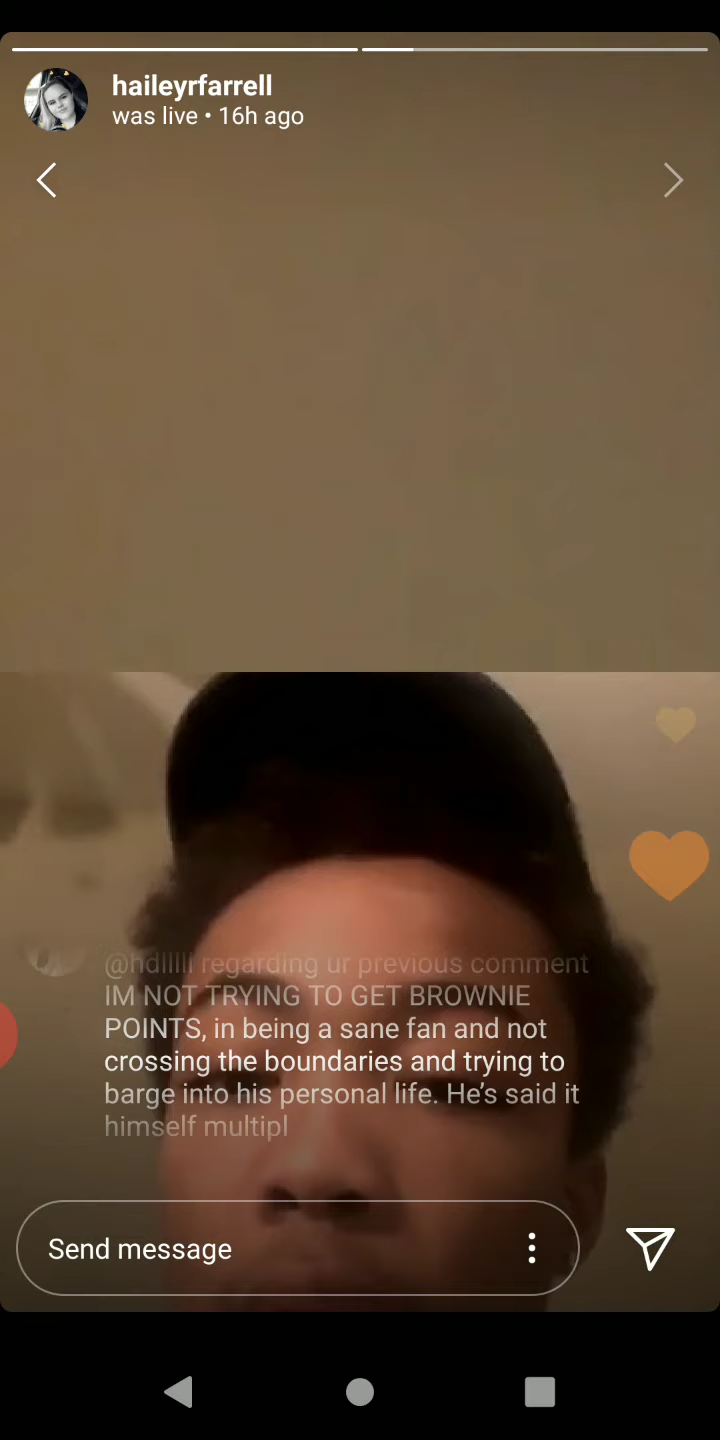 haileyrfarrell
was live • 16h ago
@hdlllll regarding ur previous comment
IM NOT TRYING TO GET BROWNIE
POINTS, in being a sane fan and not
crossing the boundaries and trying to
barge into his personal life. He’s said it
himself multipl
Send message